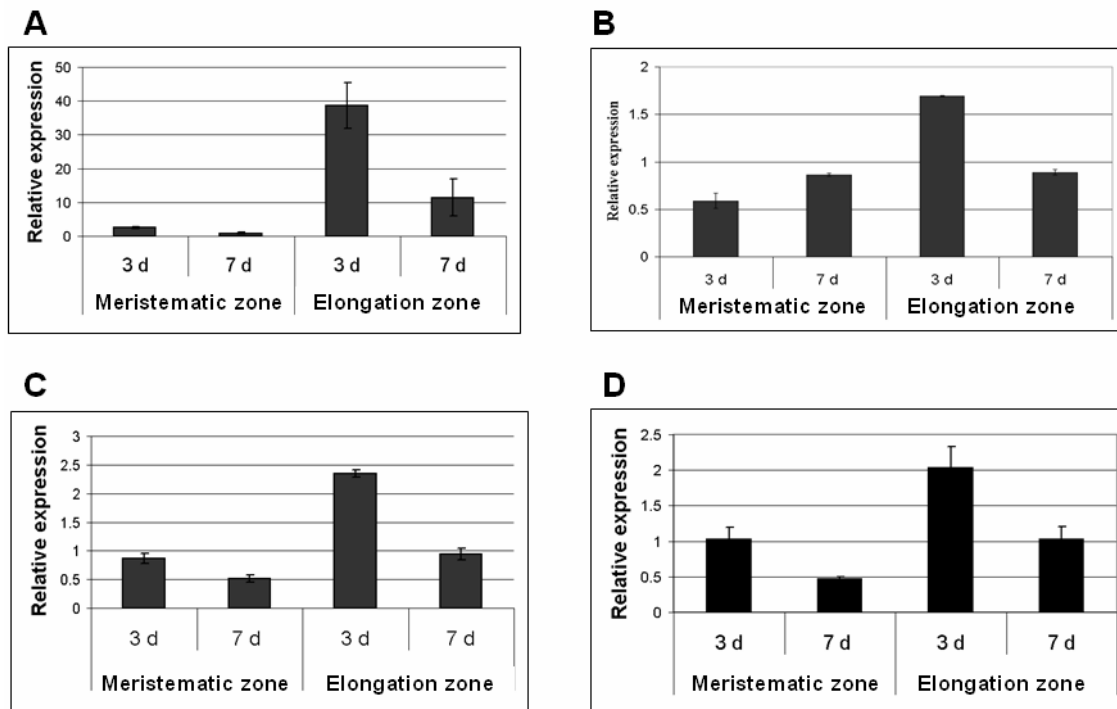 A
Relative expression
50
40
30
20
10
0
3 d 7 d 3 d 7 d
Meristematic zone Elongation zone
B
Relative expression
2
1.5
1
0.5
0
3 d 7 d 3 d 7 d
Meristematic zone Elongation zone
C
Relative expression
3
2.5
2
1.5
1
0.5
0
3 d 7 d 3 d 7 d
Meristematic zone Elongation zone
D
Relative expression
2.5
2
1.5
1
0.5
0
3 d 7 d 3 d 7 d
Meristematic zone Elongation zone